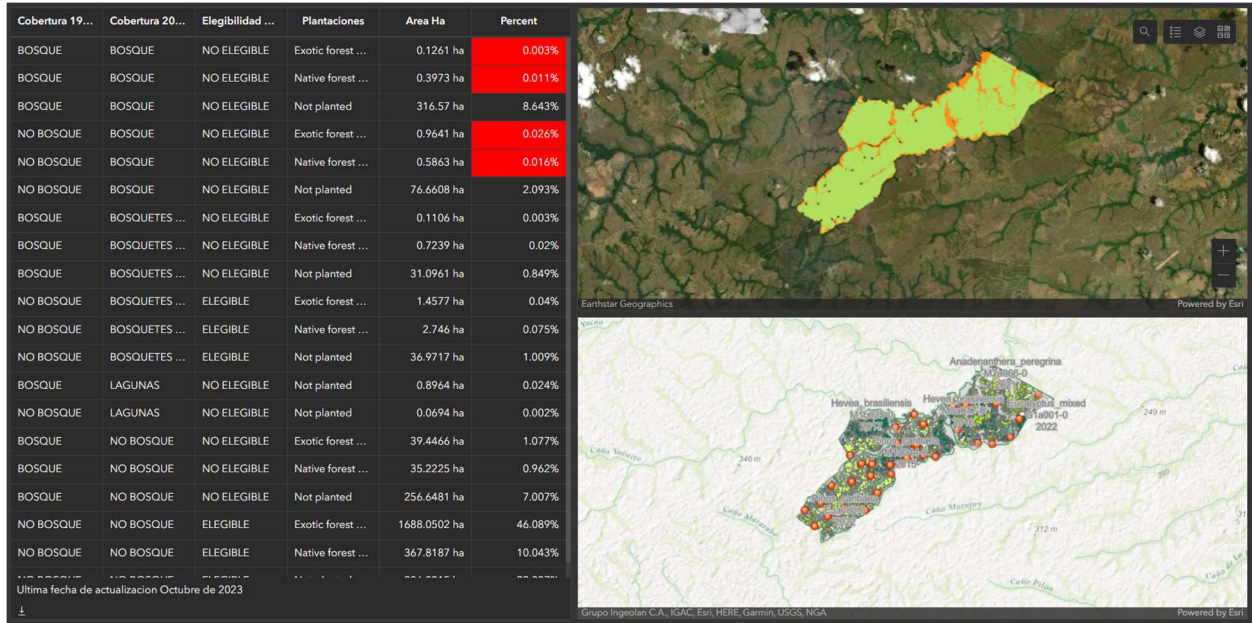 Cobertura 19... Cobertura 20... Elegibilidad ... Plantaciones Area Ha Percent
BOSQUE BOSQUE NO ELEGIBLE Exotic forest ... 0.1261 ha 0.003%
BOSQUE BOSQUE NO ELEGIBLE Native forest ... 0.3973 ha 0.011%
BOSQUE BOSQUE NO ELEGIBLE Not planted 316.57 ha 8.643%
NO BOSQUE BOSQUE NO ELEGIBLE Exotic forest ... 0.9641 ha 0.026%
NO BOSQUE BOSQUE NO ELEGIBLE Native forest ... 0.5863 ha 0.016%
NO BOSQUE BOSQUE NO ELEGIBLE Not planted 76.6608 ha 2.093%
BOSQUE BOSQUETES ... NO ELEGIBLE Exotic forest ... 0.1106 ha 0.003%
BOSQUE BOSQUETES ... NO ELEGIBLE Native forest ... 0.7239 ha 0.02%
BOSQUE BOSQUETES ... NO ELEGIBLE Not planted 31.0961 ha 0.849%
NO BOSQUE BOSQUETES ... ELEGIBLE Exotic forest ... 1.4577 ha 0.04%
NO BOSQUE BOSQUETES ... ELEGIBLE Native forest ... 2.746 ha 0.075%
NO BOSQUE BOSQUETES ... ELEGIBLE Not planted 36.9717 ha 1.009%
BOSQUE LAGUNAS NO ELEGIBLE Not planted 0.8964 ha 0.024%
NO BOSQUE LAGUNAS NO ELEGIBLE Not planted 0.0694 ha 0.002%
BOSQUE NO BOSQUE NO ELEGIBLE Exotic forest ... 39.4466 ha 1.077%
BOSQUE NO BOSQUE NO ELEGIBLE Native forest ... 35.2225 ha 0.962%
BOSQUE NO BOSQUE NO ELEGIBLE Not planted 256.6481 ha 7.007%
NO BOSQUE NO BOSQUE ELEGIBLE Exotic forest ... 1688.0502 ha 46.089%
NO BOSQUE NO BOSQUE ELEGIBLE Native forest ... 367.8187 ha 10.043%
Ultima fecha de actualizacion Octubre de 2023
Earthstar Geographics
Powered by Esri
Anadenanthera_peregrina
Hevea_brasiliensis
2022
249 m
346 m
312 m
Caño Yacuito
Caño Marapay
Caño Pilón
Grupo Ingeolan C.A., IGAC, Esri, HERE, Garmin, USGS, NGA
Powered by Esri